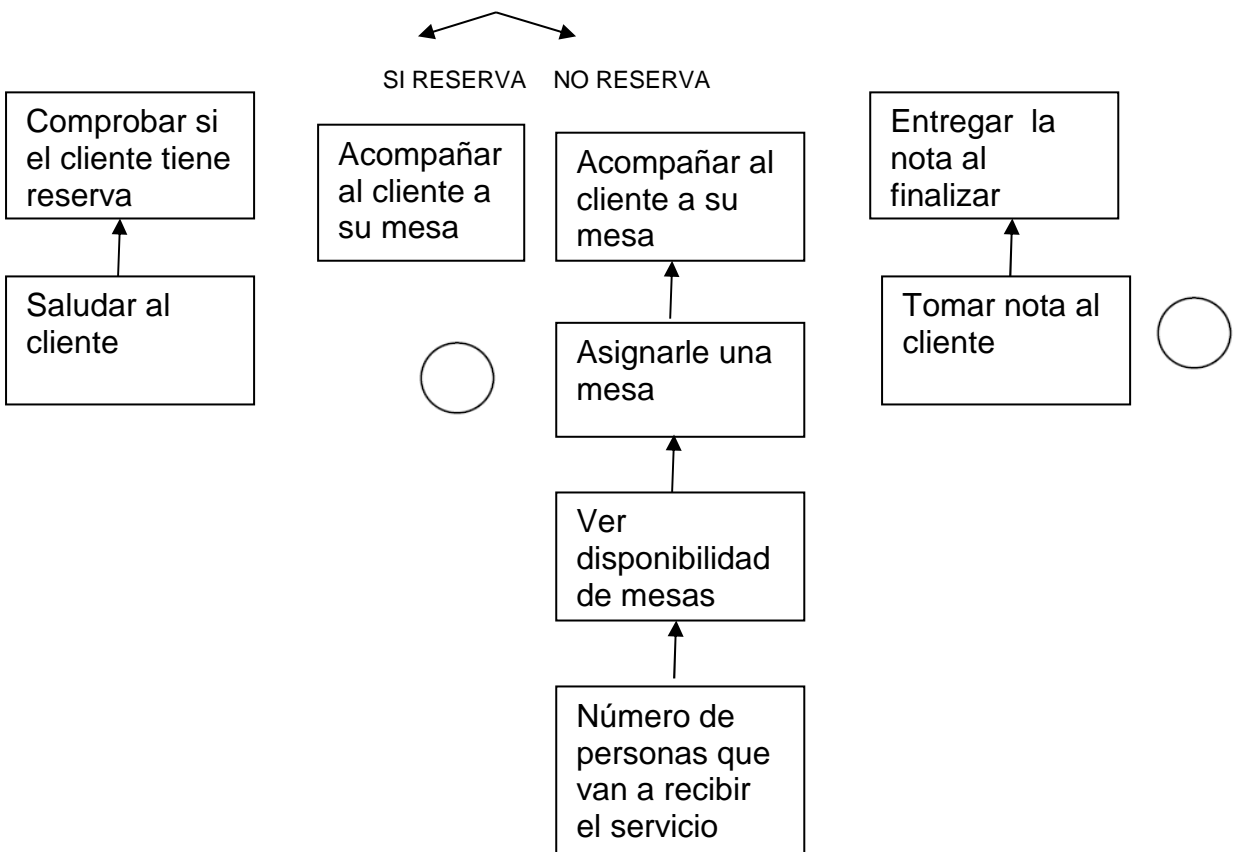 SI RESERVA
NO RESERVA
Comprobar si
el cliente tiene
reserva
Saludar al
cliente
Acompañar
al cliente a
su mesa
Acompañar al
cliente a su
mesa
Asignarle una
mesa
Ver
disponibilidad
de mesas
Número de
personas que
van a recibir
el servicio
Entregar la
nota al
finalizar
Tomar nota al
cliente